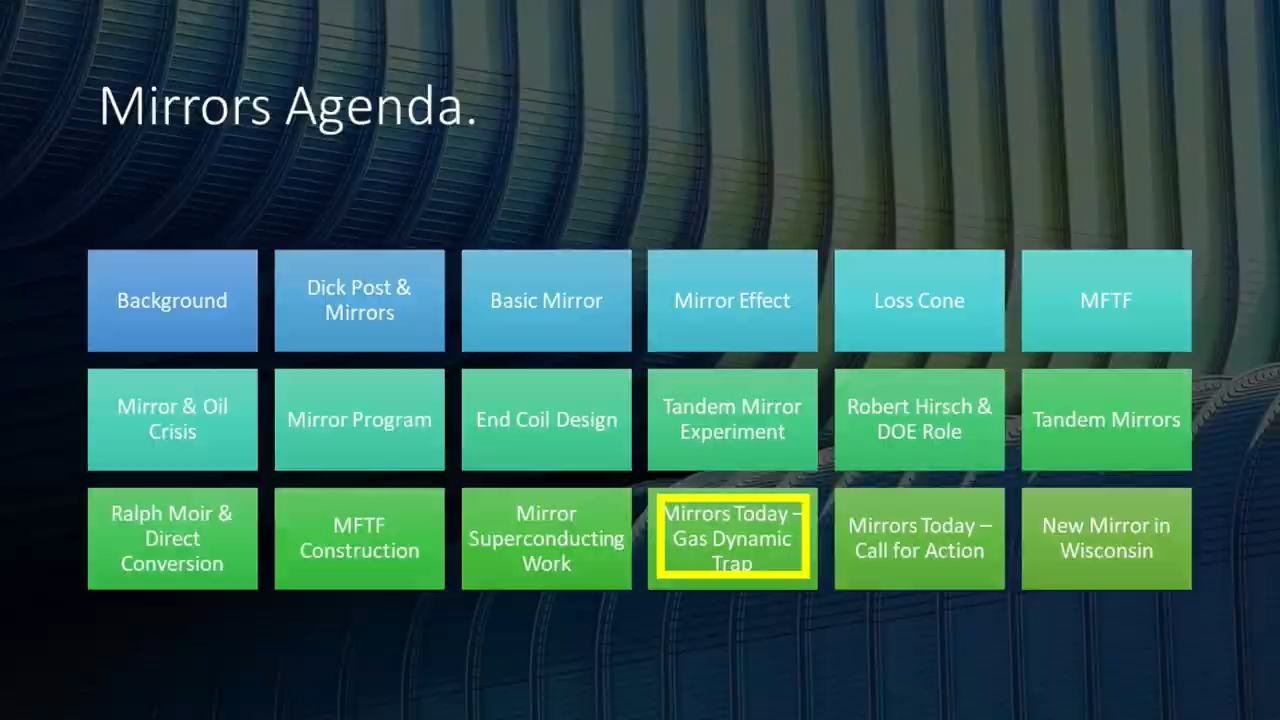 Mirrors Agenda.
Background
Dick Post &
Mirrors
Basic Mirror
Mirror Effect
Loss Cone
MFTF
Mirror & Oil
Crisis
Mirror Program
End Coil Design
Tandem Mirror
Experiment
Robert Hirsch &
DOE Role
Tandem Mirrors
Ralph Moir &
Direct
Conversion
MFTF
Construction
Mirror
Superconducting
Work
Mirrors Today –
Gas Dynamic
Trap
Mirrors Today –
Call for Action
New Mirror in
Wisconsin